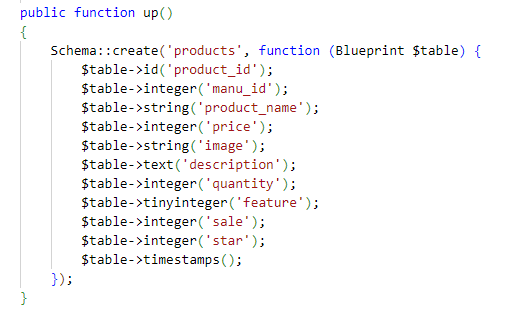 public function up()
{
    Schema::create('products', function (Blueprint $table) {
        $table->id('product_id');
        $table->integer('manu_id');
        $table->string('product_name');
        $table->integer('price');
        $table->string('image');
        $table->text('description');
        $table->integer('quantity');
        $table->tinyinteger('feature');
        $table->integer('sale');
        $table->integer('star');
        $table->timestamps();
    });
}